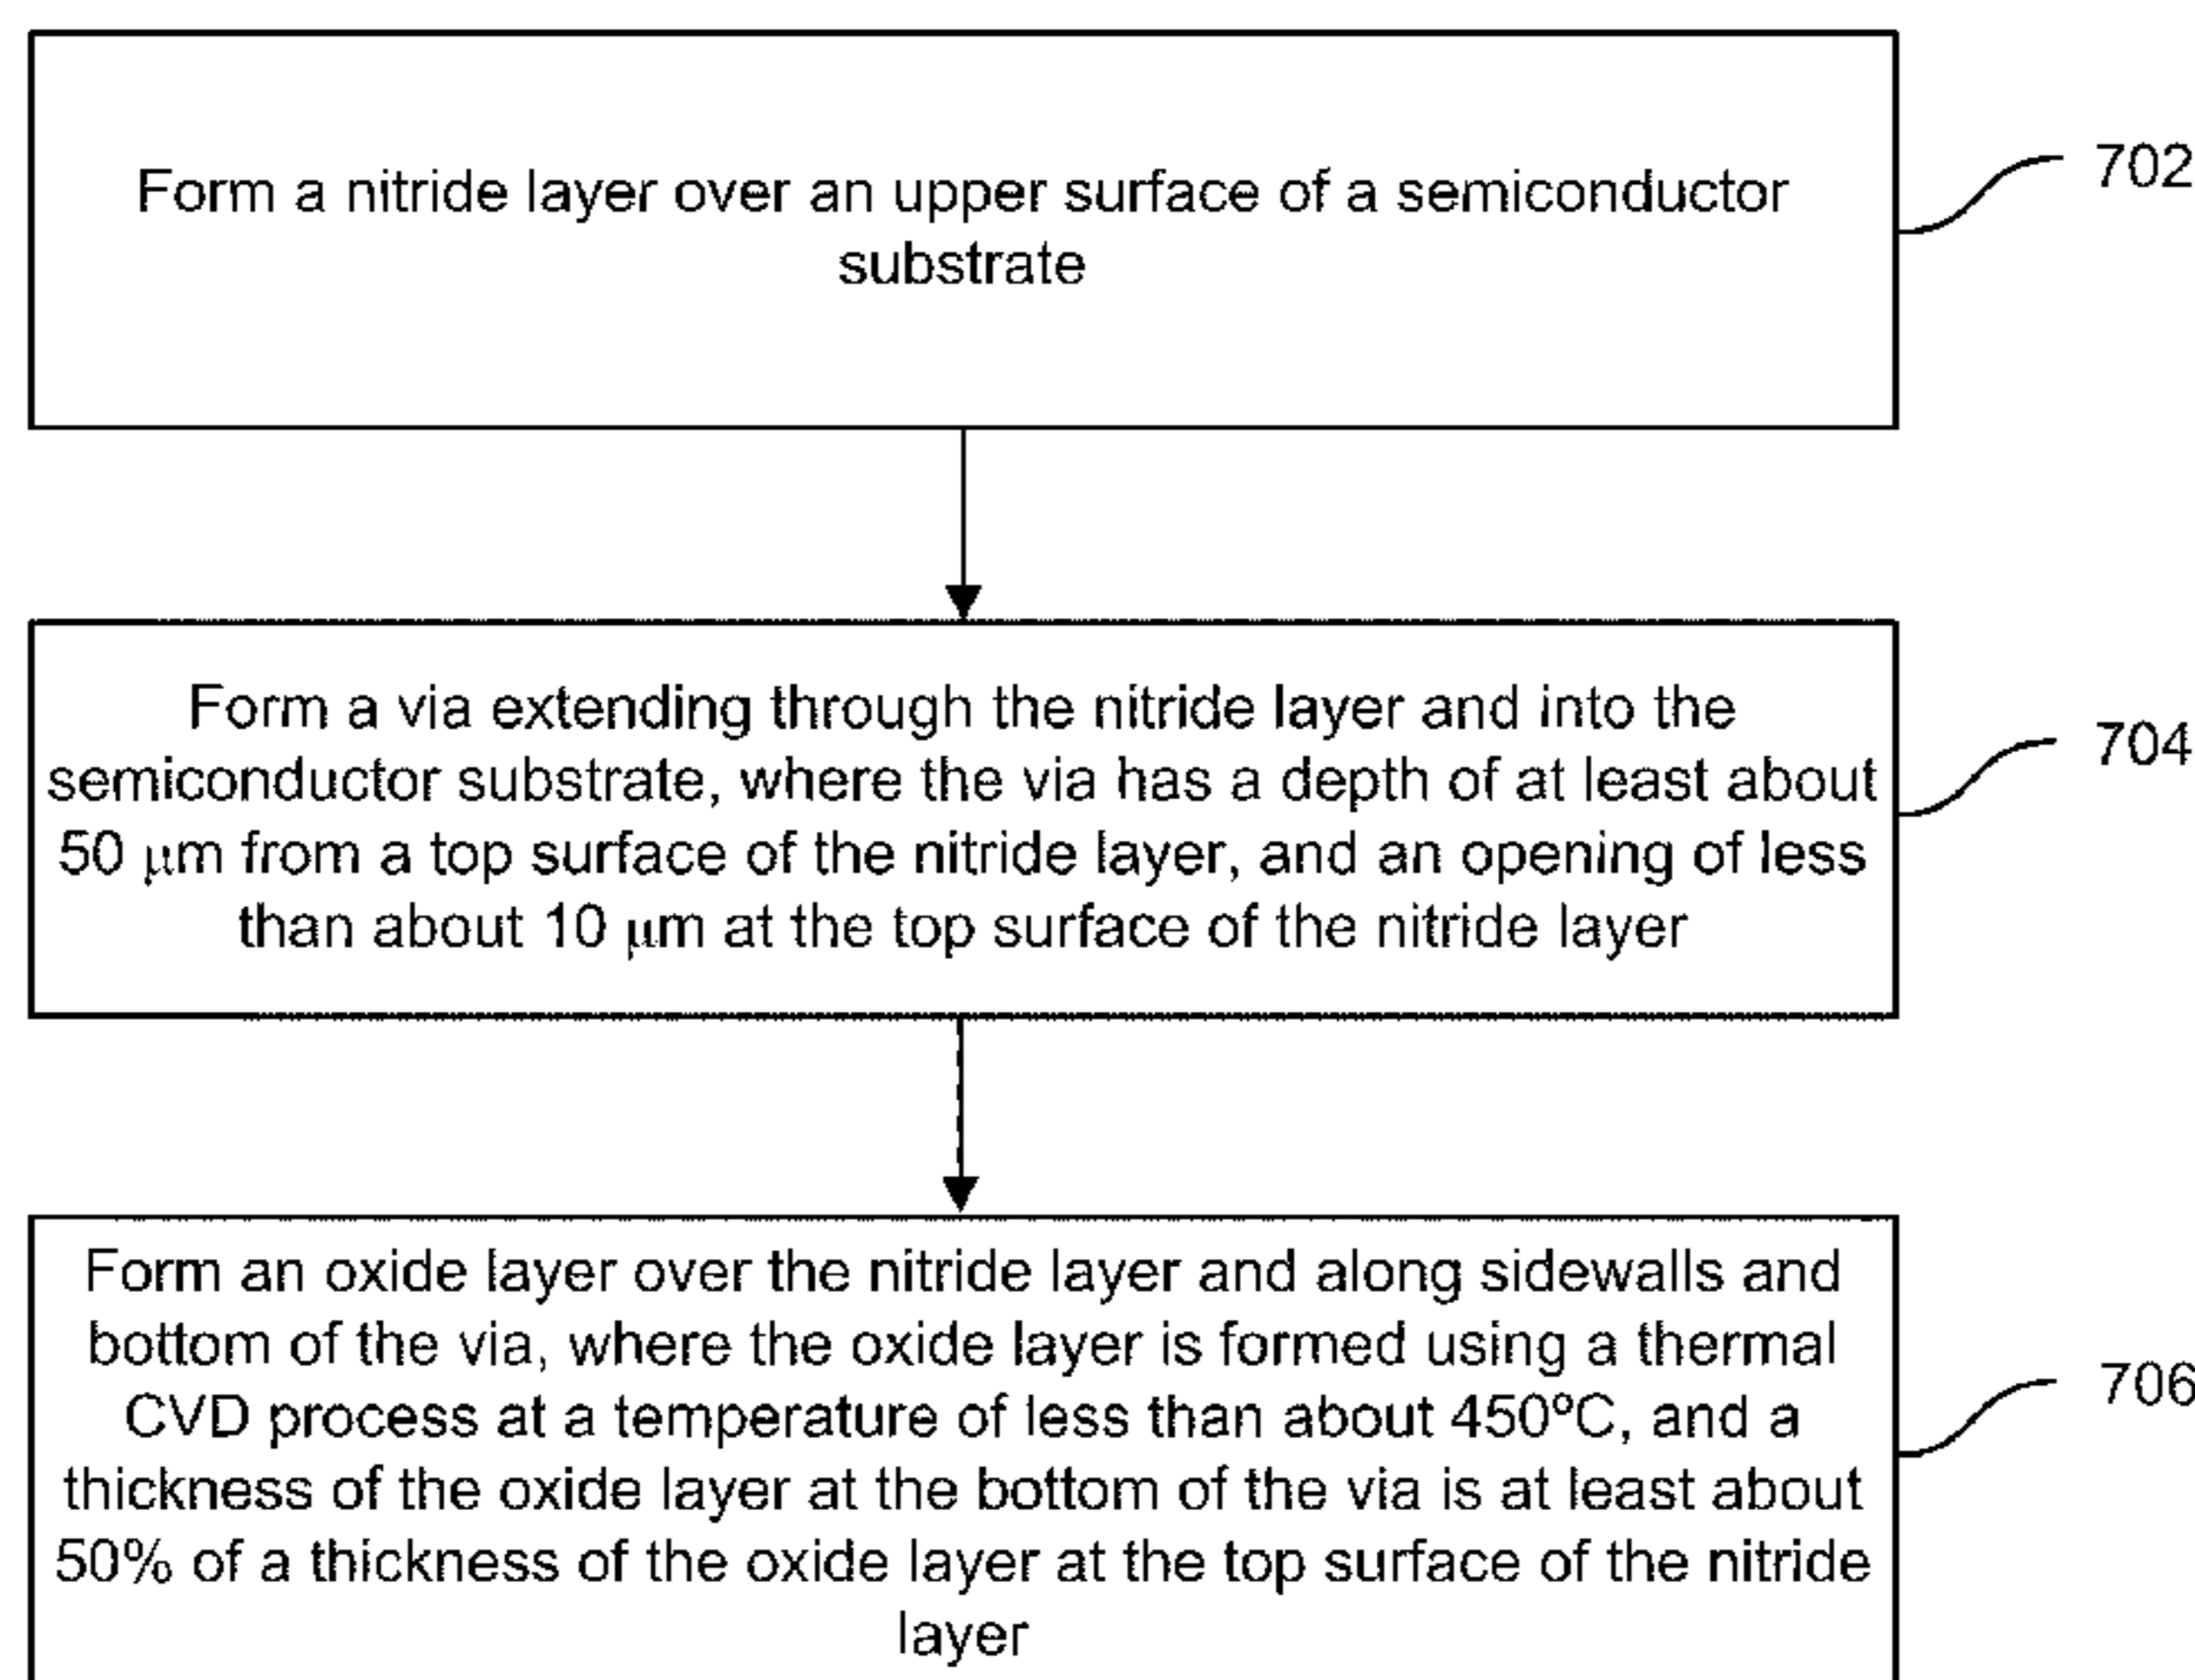 Form a nitride layer over an upper surface of a semiconductor
substrate
702
Form a via extending through the nitride layer and into the
semiconductor substrate, where the via has a depth of at least about
50 μm from a top surface of the nitride layer, and an opening of less
than about 10 μm at the top surface of the nitride layer
704
Form an oxide layer over the nitride layer and along sidewalls and
bottom of the via, where the oxide layer is formed using a thermal
CVD process at a temperature of less than about 450ºC, and a
thickness of the oxide layer at the bottom of the via is at least about
50% of a thickness of the oxide layer at the top surface of the nitride
layer
706